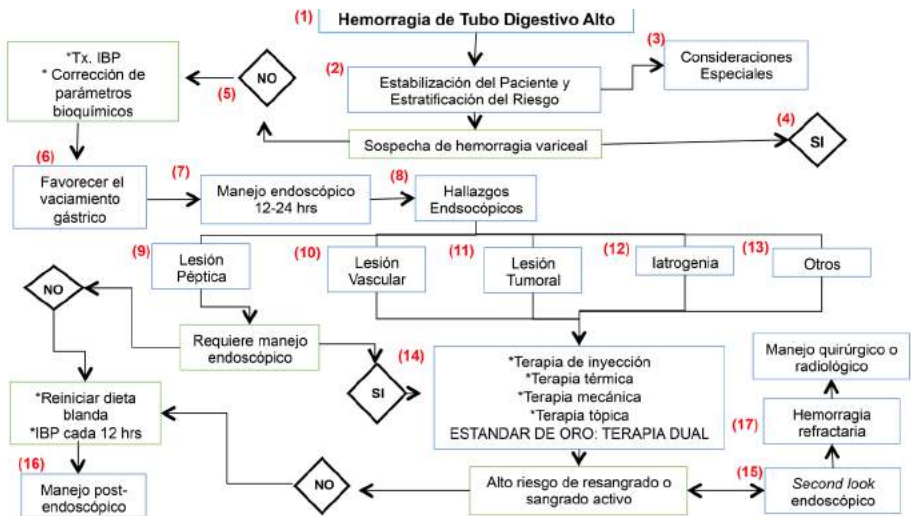 (1)
Hemorragia de Tubo Digestivo Alto
(2)
Estabilización del Paciente y
Estratificación del Riesgo
(3)
Consideraciones
Especiales
Sospecha de hemorragia variceal
(4)
SI
NO
(5)
*Tx. IBP
* Corrección de
parámetros
bioquímicos
(6)
Favorecer el
vaciamiento
gástrico
(7)
Manejo endoscópico
12-24 hrs
(8)
Hallazgos
Endsocópicos
(9)
Lesión
Péptica
(10)
Lesión
Vascular
(11)
Lesión
Tumoral
(12)
Iatrogenia
(13)
Otros
Requiere manejo
endoscópico
NO
SI
(14)
*Terapia de inyección
*Terapia térmica
*Terapia mecánica
*Terapia tópica
ESTANDAR DE ORO: TERAPIA DUAL
Alto riesgo de resangrado o
sangrado activo
NO
*Reiniciar dieta
blanda
*IBP cada 12 hrs
(16)
Manejo post-
endoscópico
(15)
Second look
endoscópico
(17)
Hemorragia
refractaria
Manejo quirúrgico o
radiológico